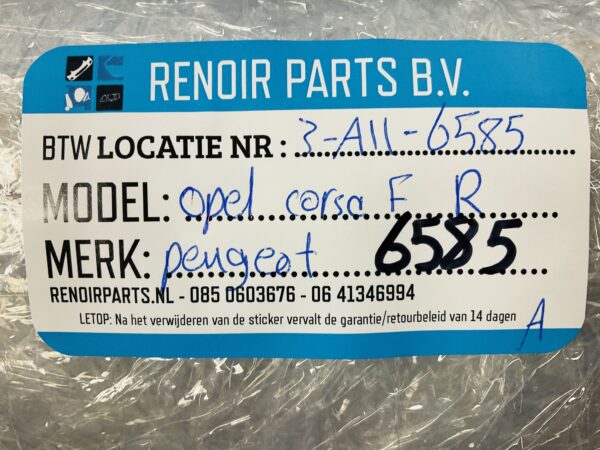 RENOIR PARTS B.V.
BTW LOCATIE NR : 3-A11-6585
MODEL: opel corsa F R
MERK: peugeot 6585
RENOIRPARTS.NL - 085 0603676 - 06 41346994
LETOP: Na het verwijderen van de sticker vervalt de garantie/retourbeleid van 14 dagen
A